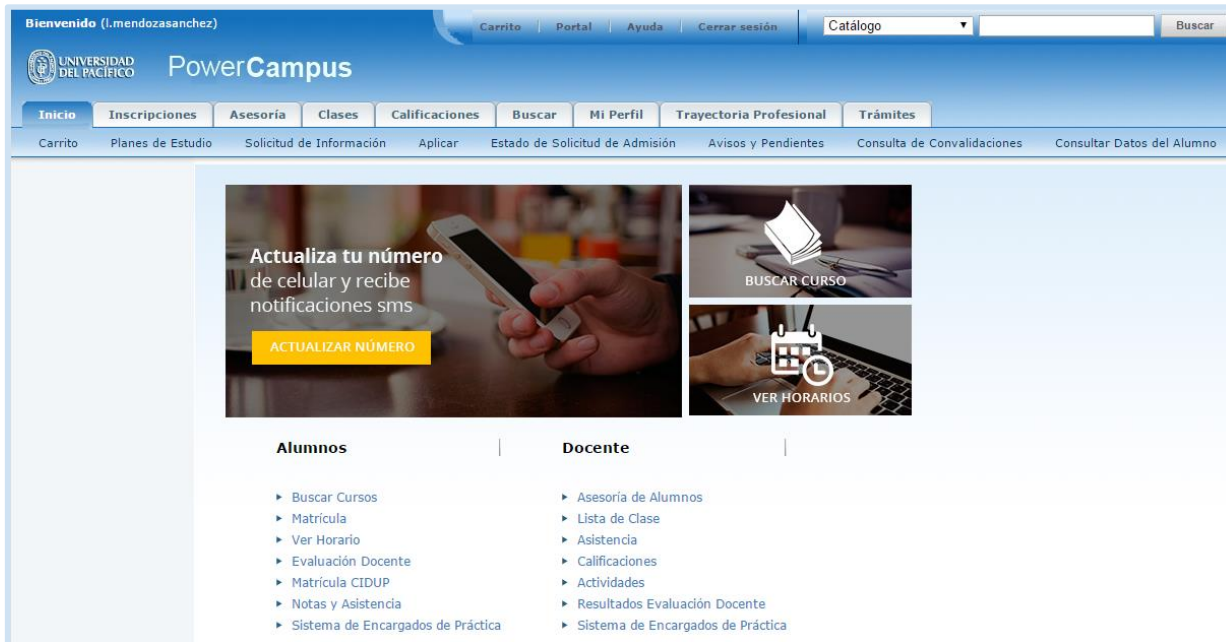 Bienvenido (l.mendozasanchez)
Carrito | Portal | Ayuda | Cerrar sesión
Catálogo
Buscar
UNIVERSIDAD
DEL PACÍFICO
PowerCampus
Inicio Inscripciones Asesoría Clases Calificaciones Buscar Mi Perfil Trayectoria Profesional Trámites
Carrito Planes de Estudio Solicitud de Información Aplicar Estado de Solicitud de Admisión Avisos y Pendientes Consulta de Convalidaciones Consultar Datos del Alumno
Actualiza tu número
de celular y recibe
notificaciones sms
ACTUALIZAR NÚMERO
BUSCAR CURSO
VER HORARIOS
Alumnos
Buscar Cursos
Matrícula
Ver Horario
Evaluación Docente
Matrícula CIDUP
Notas y Asistencia
Sistema de Encargados de Práctica
Docente
Asesoría de Alumnos
Lista de Clase
Asistencia
Calificaciones
Actividades
Resultados Evaluación Docente
Sistema de Encargados de Práctica